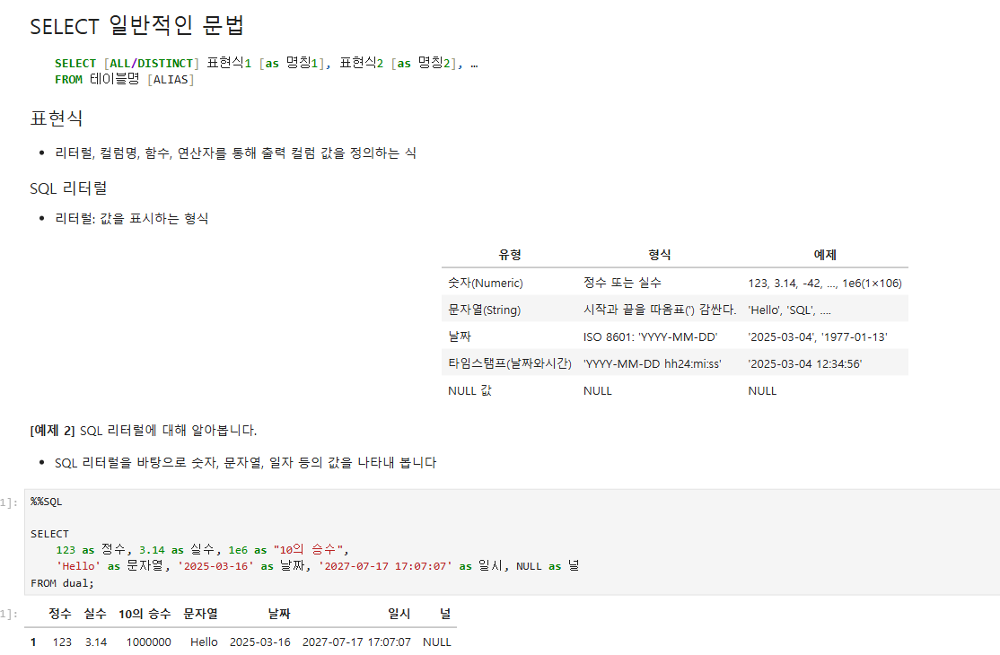 SELECT 일반적인 문법
SELECT [ALL/DISTINCT] 표현식1 [as 명칭1], 표현식2 [as 명칭2], …
FROM 테이블명 [ALIAS]
표현식
• 리터럴, 컬럼명, 함수, 연산자를 통해 출력 컬럼 값을 정의하는 식
SQL 리터럴
• 리터럴: 값을 표시하는 형식
유형 형식 예제
숫자(Numeric) 정수 또는 실수 123, 3.14, -42, ..., 1e6(1×106)
문자열(String) 시작과 끝을 따옴표(') 감싼다. 'Hello', 'SQL', ....
날짜 ISO 8601: 'YYYY-MM-DD' '2025-03-04', '1977-01-13'
타임스탬프(날짜와시간) 'YYYY-MM-DD hh24:mi:ss' '2025-03-04 12:34:56'
NULL 값 NULL NULL
[예제 2] SQL 리터럴에 대해 알아봅니다.
• SQL 리터럴을 바탕으로 숫자, 문자열, 일자 등의 값을 나타내 봅니다
1]: %%SQL
SELECT
123 as 정수, 3.14 as 실수, 1e6 as "10의 승수",
'Hello' as 문자열, '2025-03-16' as 날짜, '2027-07-17 17:07:07' as 일시, NULL as 널
FROM dual;
1]: 정수 실수 10의 승수 문자열 날짜 일시 널
1 123 3.14 1000000 Hello 2025-03-16 2027-07-17 17:07:07 NULL